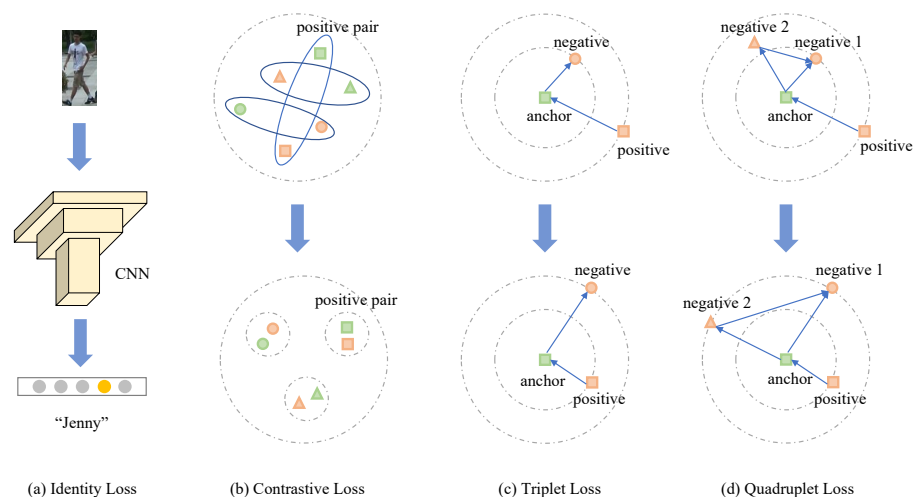 positive pair
negative
anchor
positive
negative 2
negative 1
anchor
positive
CNN
positive pair
negative
anchor
positive
negative 1
negative 2
anchor
positive
“Jenny”
(a) Identity Loss
(b) Contrastive Loss
(c) Triplet Loss
(d) Quadruplet Loss